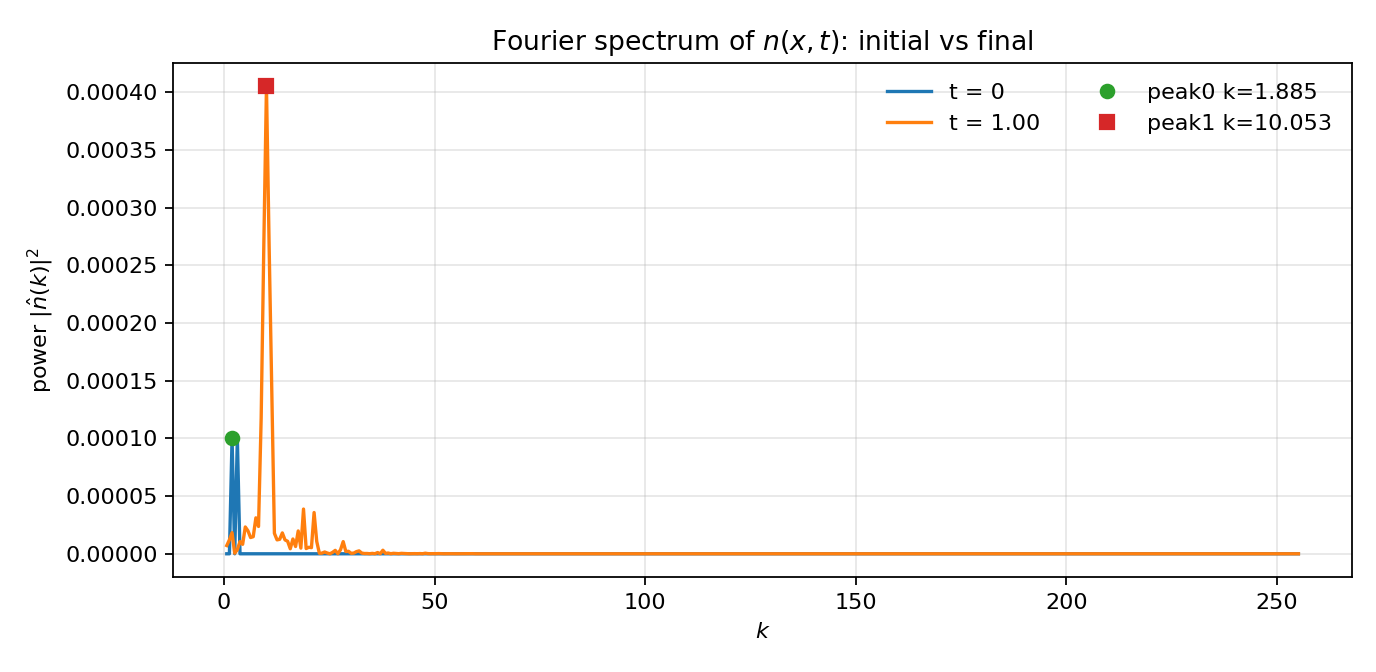 Fourier spectrum of n(x, t): initial vs final
t = 0
t = 1.00
peak0 k=1.885
peak1 k=10.053
power |n̂(k)|²
0.00040
0.00035
0.00030
0.00025
0.00020
0.00015
0.00010
0.00005
0.00000
0 50 100 150 200 250
k